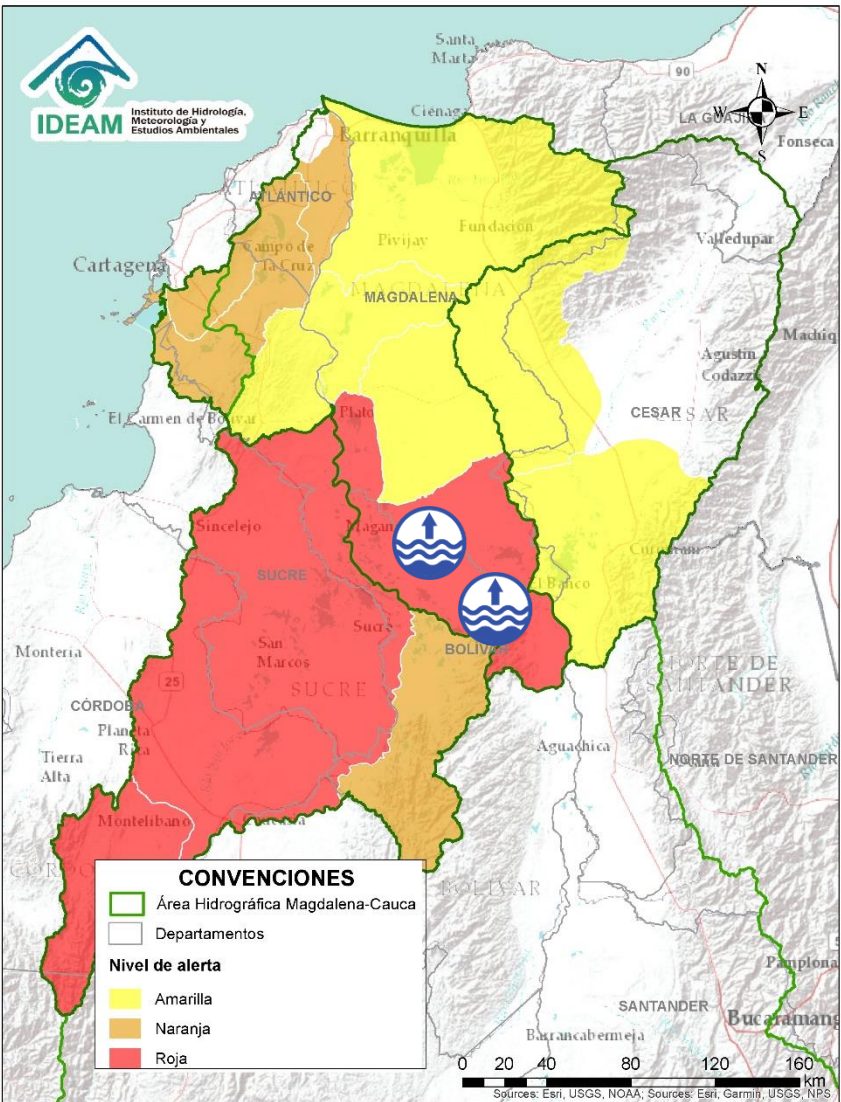 IDEAM
Instituto de Hidrología,
Meteorología y
Estudios Ambientales
Santa
Marta
90
N
W
E
S
Ciénaga
LA GUAJI
Fonseca
Barranquilla
ATLÁNTICO
Fundación
Pivijay
Valledupar
Campo de
la Cruz
Cartagena
MAGDALENA
Machiq
Agustín
Codazzi
El Carmen de Bolívar
Plato
CESAR
CESAR
Sincelejo
Magan
SUCRE
El Banco
Sucre
BOLÍVAR
San
Marcos
Montería
SUCRE
25
NORTE DE
SANTANDER
CÓRDOBA
Planeta
Rica
Tierra
Alta
Aguachica
NORTE DE SANTANDER
Montelíbano
Caucasia
BOLÍVAR
CONVENCIONES
Área Hidrográfica Magdalena-Cauca
Departamentos
Nivel de alerta
Amarilla
Naranja
Roja
Pamplona
SANTANDER
Bucaramang
Barrancabermeja
0 20 40 80 120 160
km
Sources: Esri, USGS, NOAA; Sources: Esri, Garmin, USGS, NPS